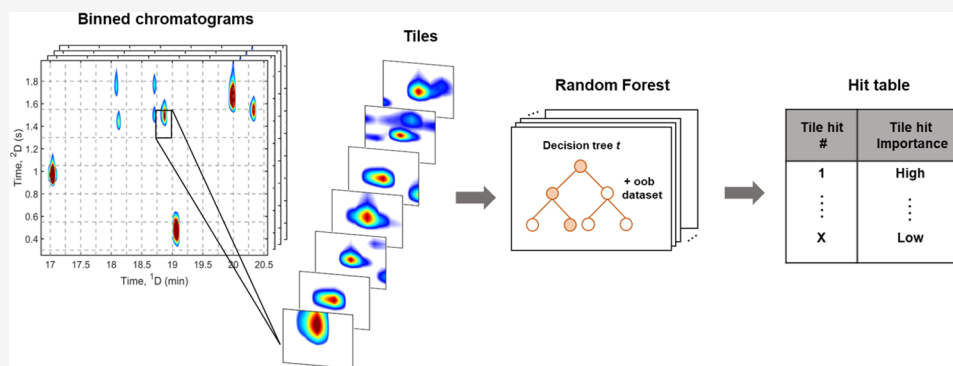 Binned chromatograms
Time, ²D (s)
1.8
1.6
1.4
1.2
1
0.8
0.6
0.4
17 17.5 18 18.5 19 19.5 20 20.5
Time, ¹D (min)
Tiles
Random Forest
Decision tree t
+ oob
dataset
Hit table
Tile hit Tile hit
# Importance
1 High
X Low